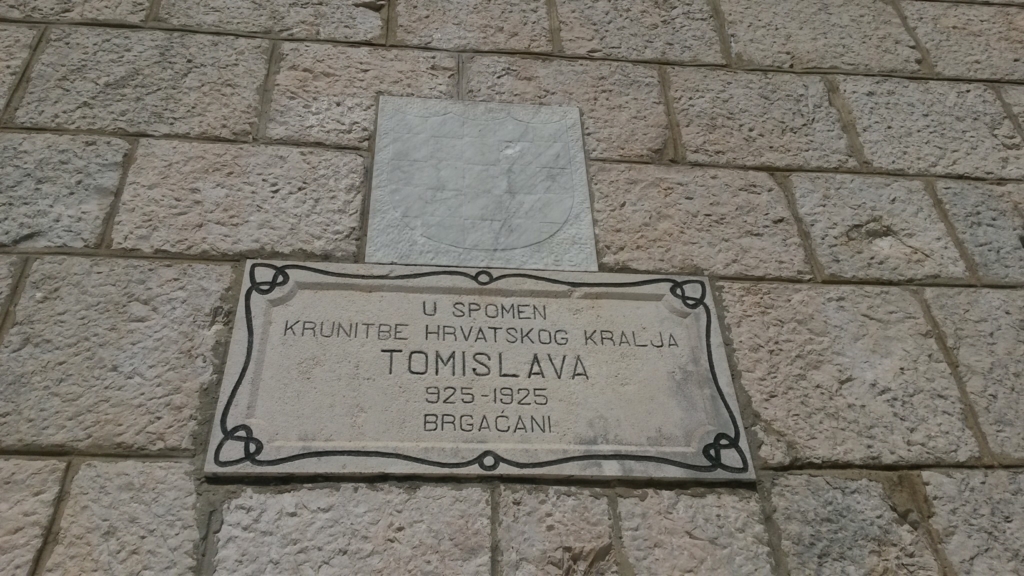 U SPOMEN
KRUNITBE HRVATSKOG KRALJA
TOMISLAVA
925-1925
BRGAĆANI